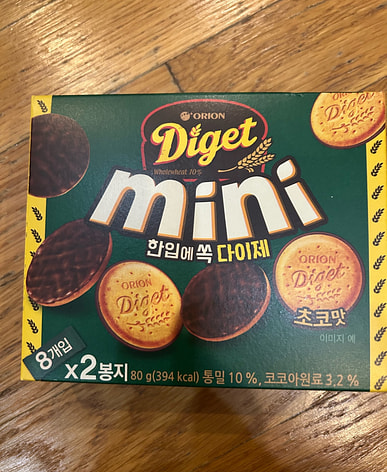 ORION
Diget
Wholewheat 10%
mini
한입에 쏙 다이제
ORION
Diget
ORION
Diget
ORION
Diget
초코맛
이미지 예
8개입
x2봉지 80 g(394 kcal) 통밀 10 %, 코코아원료 3.2 %